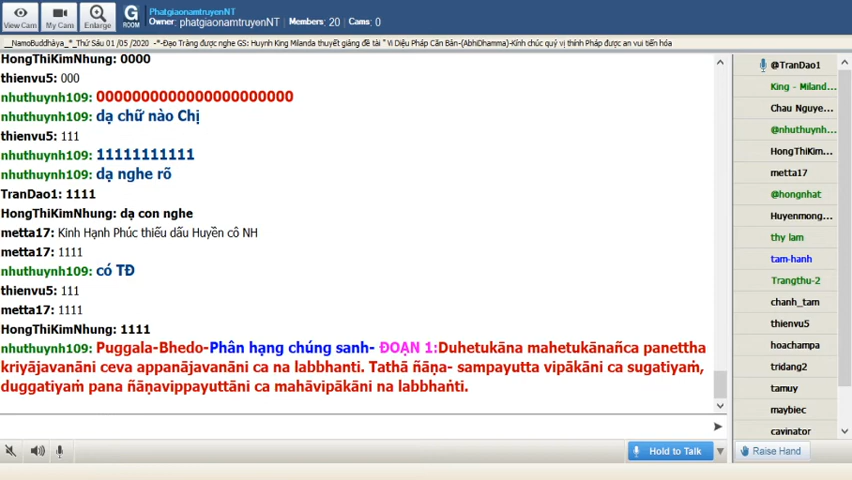 View Cam
My Cam
Enlarge
G
ROOM
PhatgiaonamtruyenNT
Owner: phatgiaonamtruyenNT Members: 20 Cams: 0
__NamoBuddhàya_*_Thứ Sáu 01 /05 /2020 -*-Đạo Tràng được nghe GS: Huynh King Milanda thuyết giảng đề tài " Vi Diệu Pháp Căn Bản-(AbhiDhamma)-Kính chúc quý vị thính Pháp được an vui tiến hóa
HongThiKimNhung: 0000
thienvu5: 000
nhuthuynh109: 0000000000000000000000
nhuthuynh109: dạ chữ nào Chị
thienvu5: 111
nhuthuynh109: 11111111111
nhuthuynh109: dạ nghe rõ
TranDao1: 1111
HongThiKimNhung: dạ con nghe
metta17: Kinh Hạnh Phúc thiếu dấu Huyền cô NH
metta17: 1111
nhuthuynh109: có TĐ
thienvu5: 111
metta17: 1111
HongThiKimNhung: 1111
nhuthuynh109: Puggala-Bhedo-Phân hạng chúng sanh- ĐOẠN 1:Duhetukāna mahetukānañca panettha
kriyājavanāni ceva appanājavanāni ca na labbhanti. Tathā ñāṇa- sampayutta vipākāni ca sugatiyaṃ,
duggatiyaṃ pana ñāṇavippayuttāni ca mahāvipākāni na labbhaṅti.
@TranDao1
King - Miland...
Chau Nguye...
@nhuthuynh...
HongThiKim...
metta17
@hongnhat
Huyenmong...
thy lam
tam-hanh
Trangthu-2
chanh_tam
thienvu5
hoachampa
tridang2
tamuy
maybiec
cavinator
Hold to Talk
Raise Hand